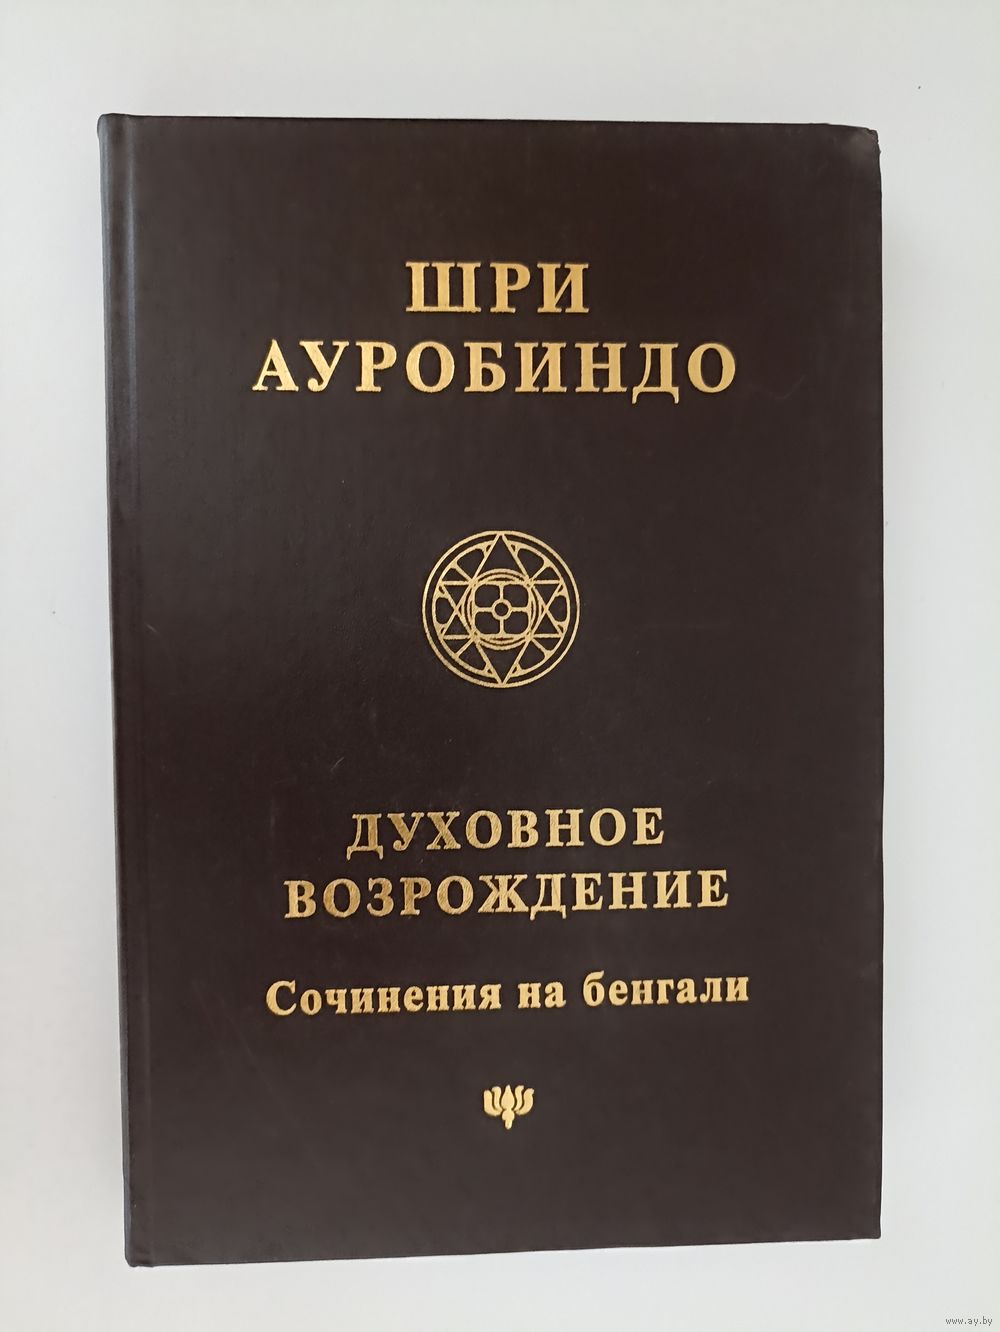 ШРИ
АУРОБИНДО
ДУХОВНОЕ
ВОЗРОЖДЕНИЕ
Сочинения на бенгали
www.ay.by